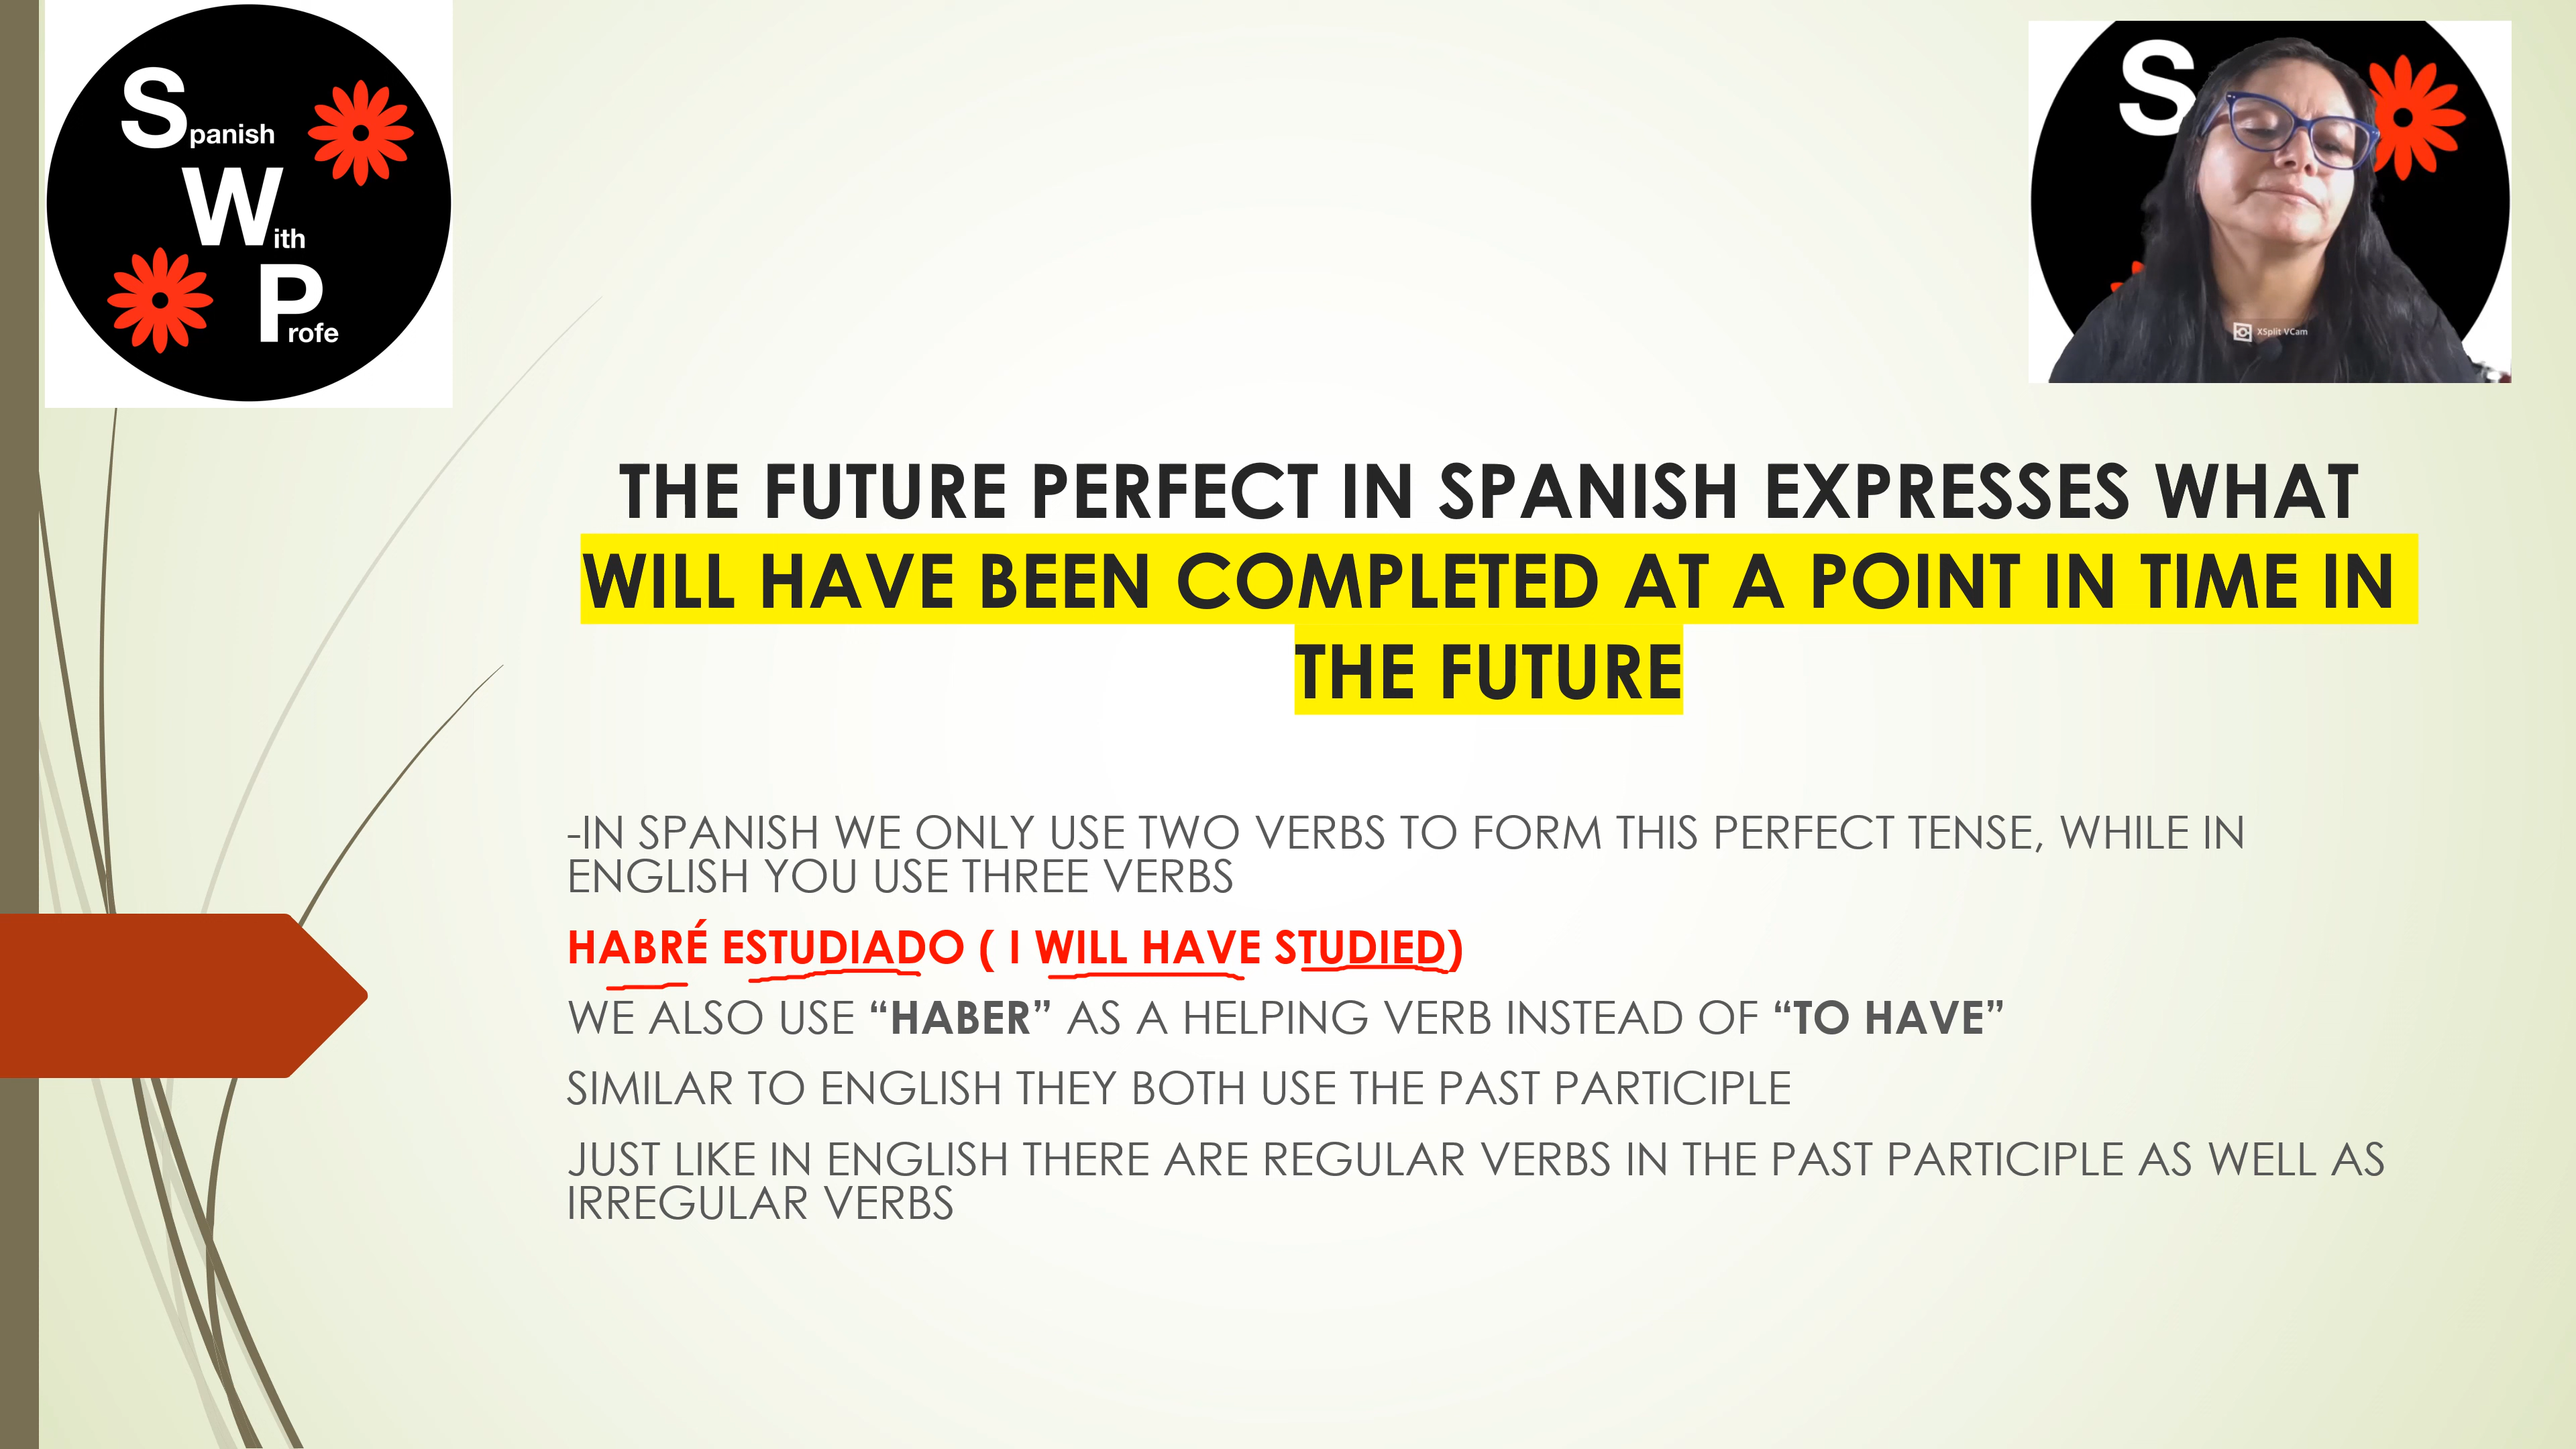 Spanish
With
Profe
S
XSplit VCam
THE FUTURE PERFECT IN SPANISH EXPRESSES WHAT
WILL HAVE BEEN COMPLETED AT A POINT IN TIME IN
THE FUTURE
-IN SPANISH WE ONLY USE TWO VERBS TO FORM THIS PERFECT TENSE, WHILE IN
ENGLISH YOU USE THREE VERBS
HABRÉ ESTUDIADO ( I WILL HAVE STUDIED)
WE ALSO USE “HABER” AS A HELPING VERB INSTEAD OF “TO HAVE”
SIMILAR TO ENGLISH THEY BOTH USE THE PAST PARTICIPLE
JUST LIKE IN ENGLISH THERE ARE REGULAR VERBS IN THE PAST PARTICIPLE AS WELL AS
IRREGULAR VERBS